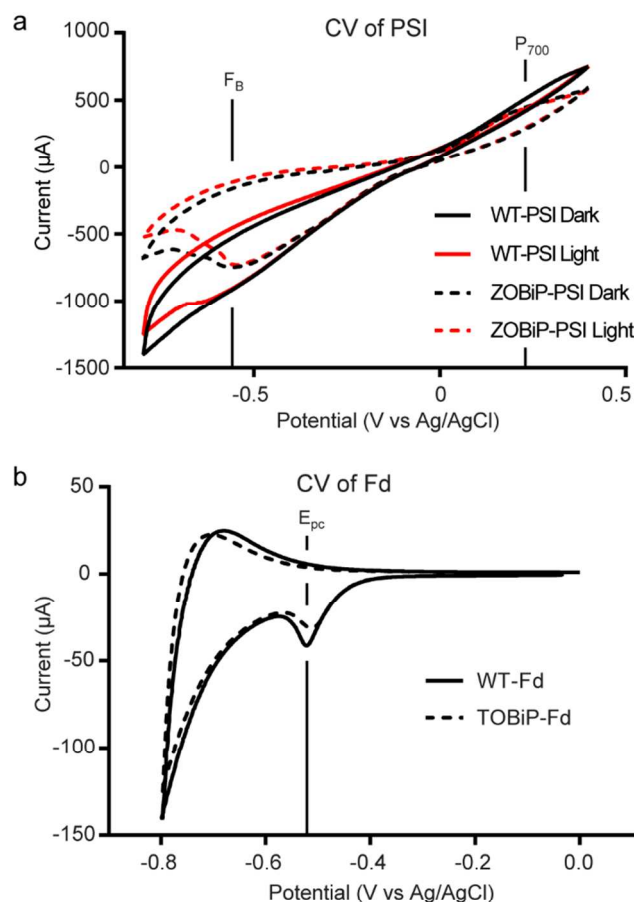 a
CV of PSI
F_B
P_700
1000
500
0
-500
-1000
-1500
Current (µA)
WT-PSI Dark
WT-PSI Light
ZOBiP-PSI Dark
ZOBiP-PSI Light
-0.5
0
0.5
Potential (V vs Ag/AgCl)
b
CV of Fd
E_pc
50
0
-50
-100
-150
Current (µA)
WT-Fd
TOBiP-Fd
-0.8
-0.6
-0.4
-0.2
0.0
Potential (V vs Ag/AgCl)